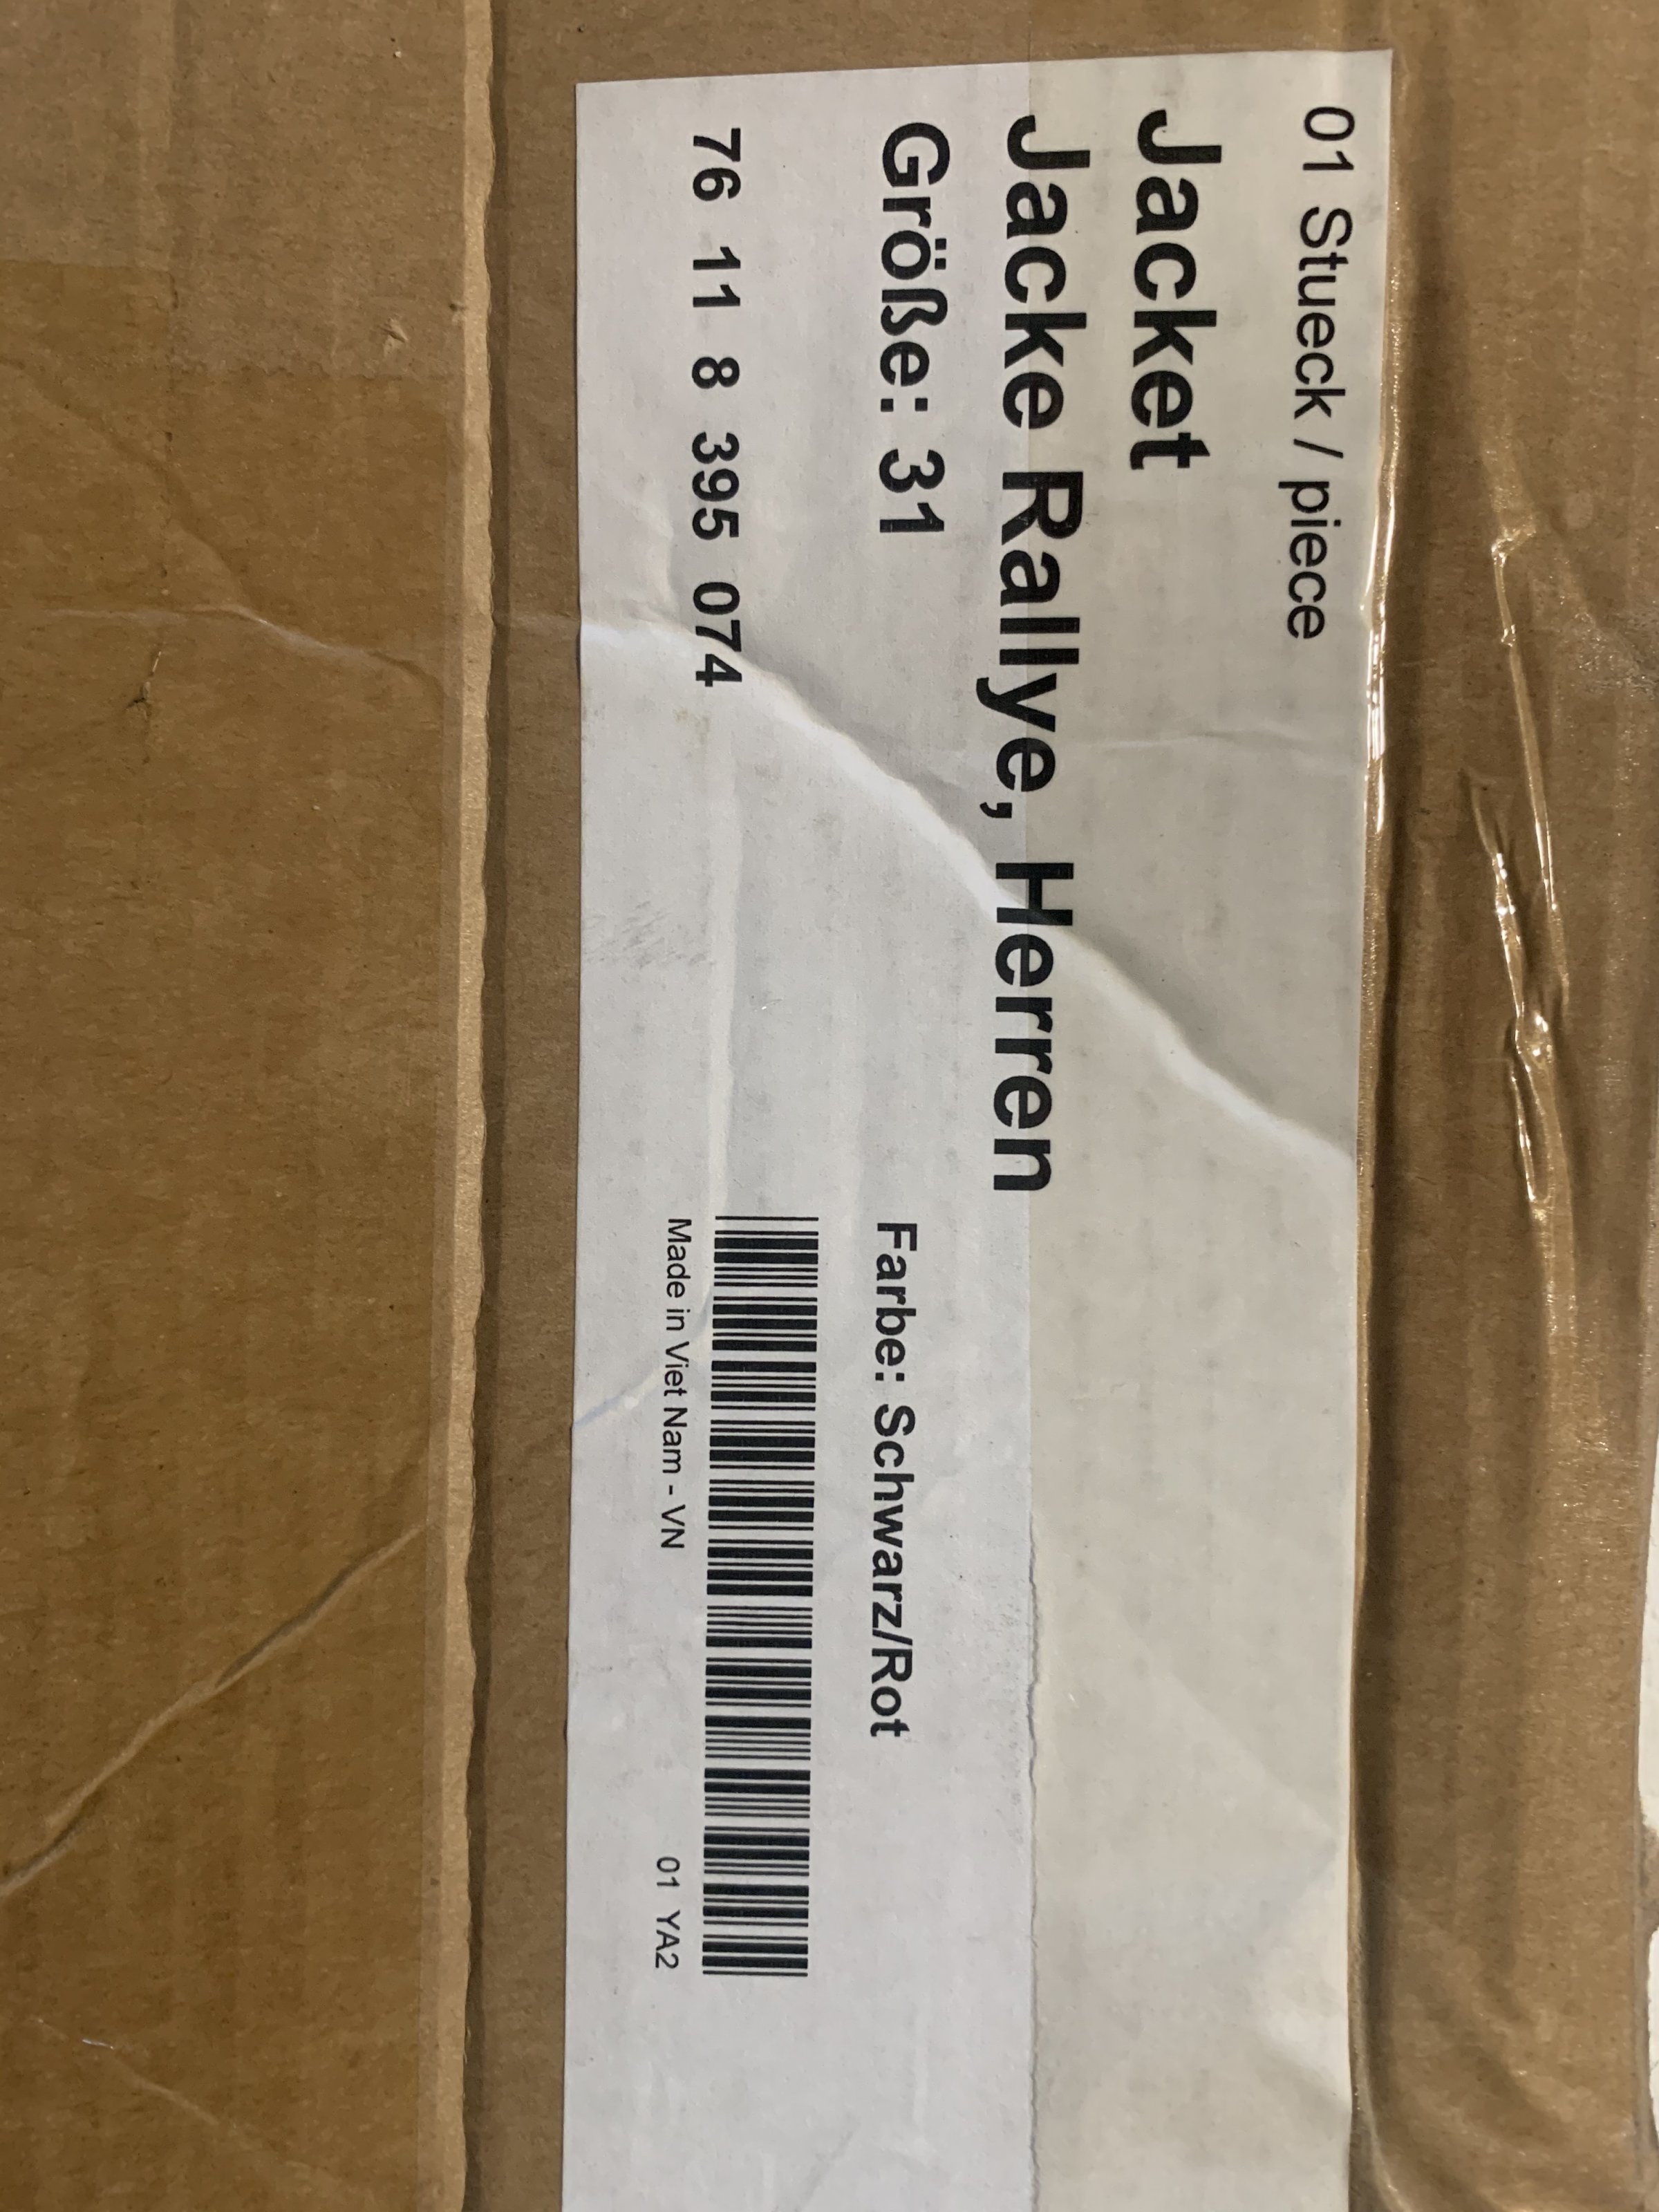 01 Stueck / piece
Jacket
Jacke Rallye, Herren
Größe: 31
Farbe: Schwarz/Rot
76 11 8 395 074
Made in Viet Nam - VN
01 YA2